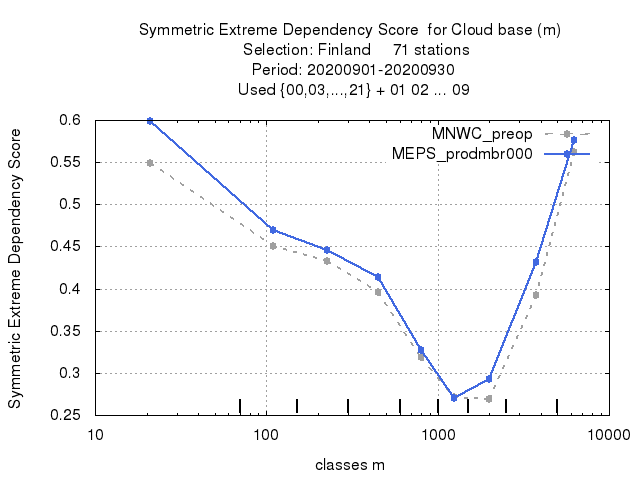 Symmetric Extreme Dependency Score for Cloud base (m)
Selection: Finland 71 stations
Period: 20200901-20200930
Used {00,03,...,21} + 01 02 ... 09
MNWC_preop
MEPS_prodmbr000
Symmetric Extreme Dependency Score
0.6
0.55
0.5
0.45
0.4
0.35
0.3
0.25
10 100 1000 10000
classes m